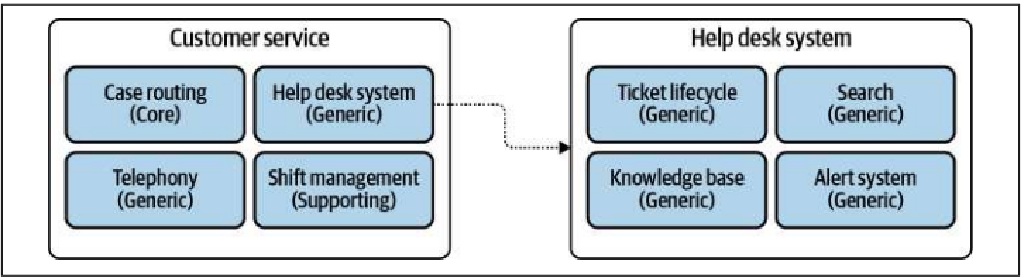 Customer service
Case routing
(Core)
Help desk system
(Generic)
Telephony
(Generic)
Shift management
(Supporting)
Help desk system
Ticket lifecycle
(Generic)
Search
(Generic)
Knowledge base
(Generic)
Alert system
(Generic)